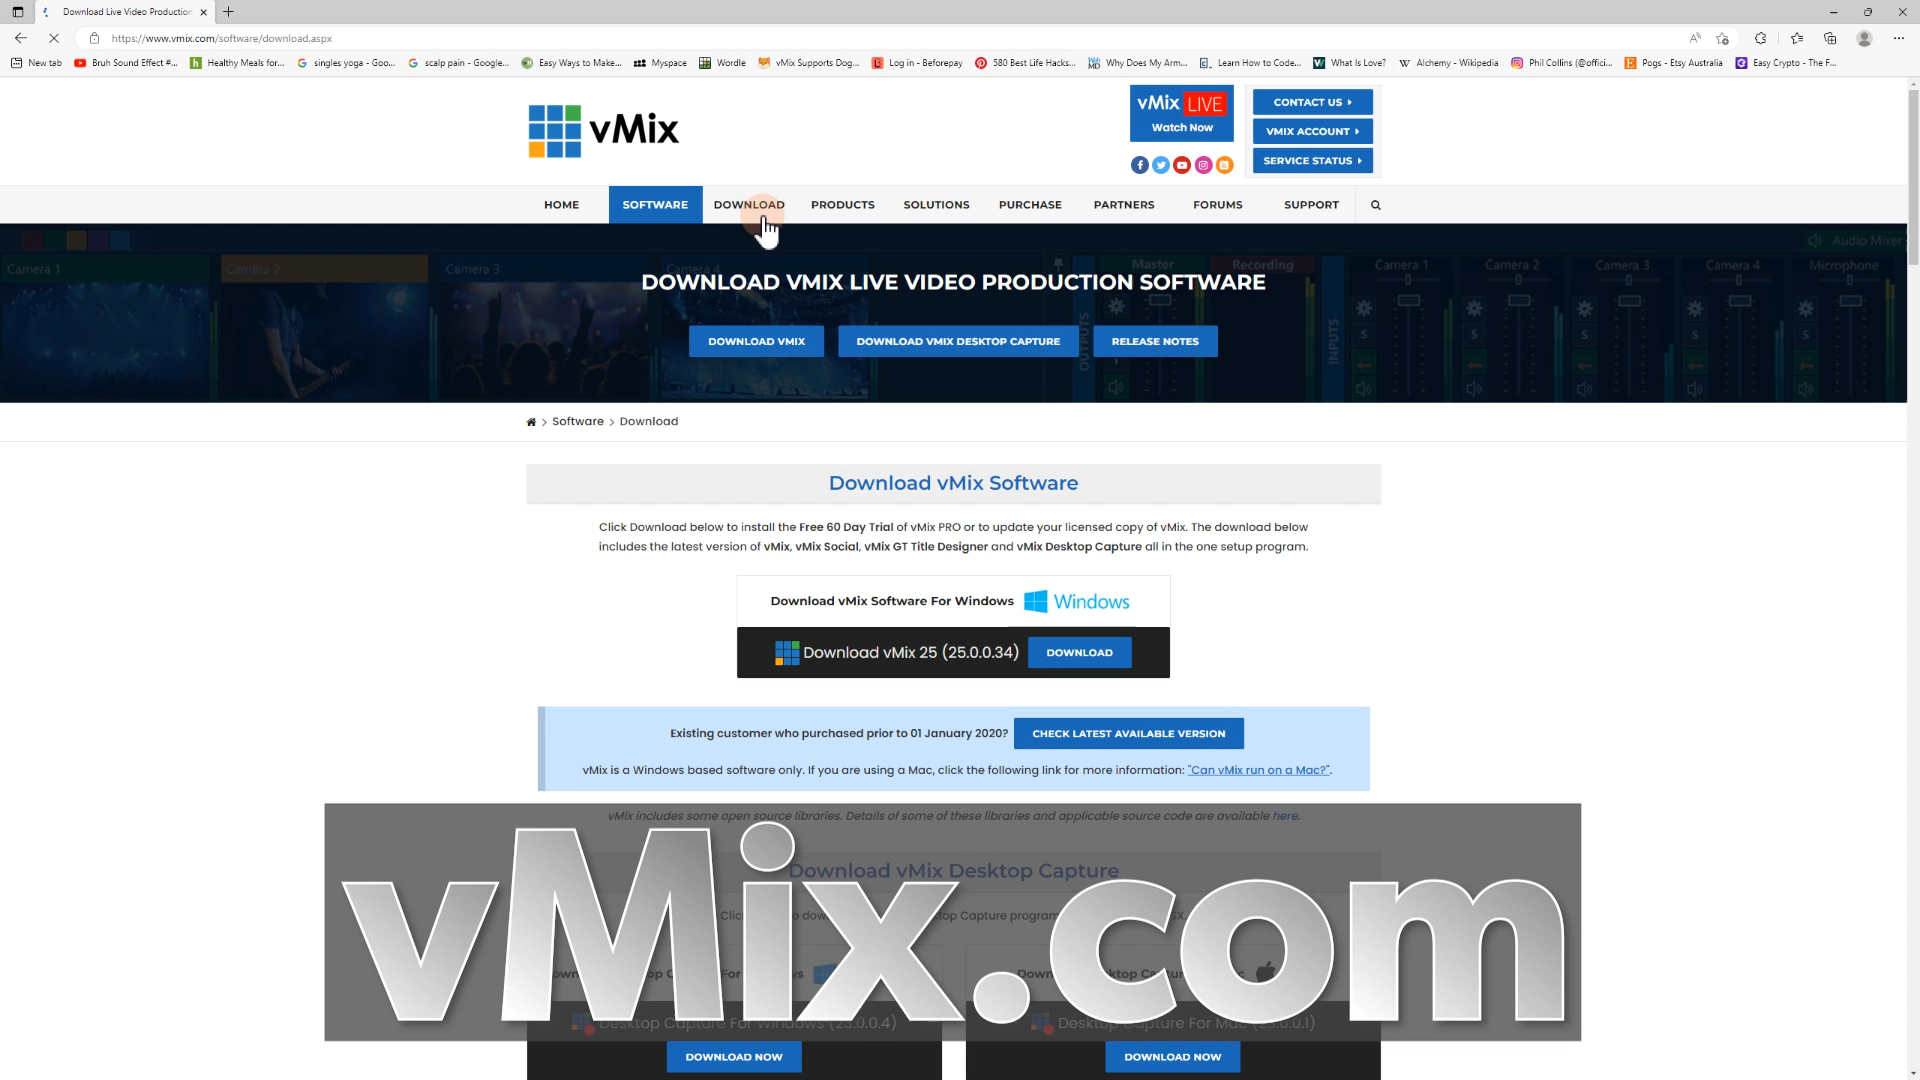 Download Live Video Production
https://www.vmix.com/software/download.aspx
New tab
Bruh Sound Effect #...
Healthy Meals for...
singles yoga - Goo...
scalp pain - Google...
Easy Ways to Make...
Myspace
Wordle
vMix Supports Dog...
Log in - Beforepay
580 Best Life Hacks...
Why Does My Arm...
Learn How to Code...
What Is Love?
Alchemy - Wikipedia
Phil Collins (@offici...
Pogs - Etsy Australia
Easy Crypto - The F...
vMix
vMix LIVE
Watch Now
CONTACT US
VMIX ACCOUNT
SERVICE STATUS
HOME
SOFTWARE
DOWNLOAD
PRODUCTS
SOLUTIONS
PURCHASE
PARTNERS
FORUMS
SUPPORT
Camera 1
Camera 2
Camera 3
Camera 4
Master
Recording
Camera 1
Camera 2
Camera 3
Camera 4
Audio Mixer
Microphone
OUTPUTS
INPUTS
S
S
S
S
S
DOWNLOAD VMIX LIVE VIDEO PRODUCTION SOFTWARE
DOWNLOAD VMIX
DOWNLOAD VMIX DESKTOP CAPTURE
RELEASE NOTES
> Software > Download
Download vMix Software
Click Download below to install the Free 60 Day Trial of vMix PRO or to update your licensed copy of vMix. The download below
includes the latest version of vMix, vMix Social, vMix GT Title Designer and vMix Desktop Capture all in the one setup program.
Download vMix Software For Windows
Windows
Download vMix 25 (25.0.0.34)
DOWNLOAD
Existing customer who purchased prior to 01 January 2020?
CHECK LATEST AVAILABLE VERSION
vMix is a Windows based software only. If you are using a Mac, click the following link for more information: "Can vMix run on a Mac?".
vMix includes some open source libraries. Details of some of these libraries and applicable source code are available here.
Download vMix Desktop Capture
vMix.com
Desktop Capture For Windows (23.0.0.4)
Desktop Capture For Mac (23.0.0.1)
DOWNLOAD NOW
DOWNLOAD NOW